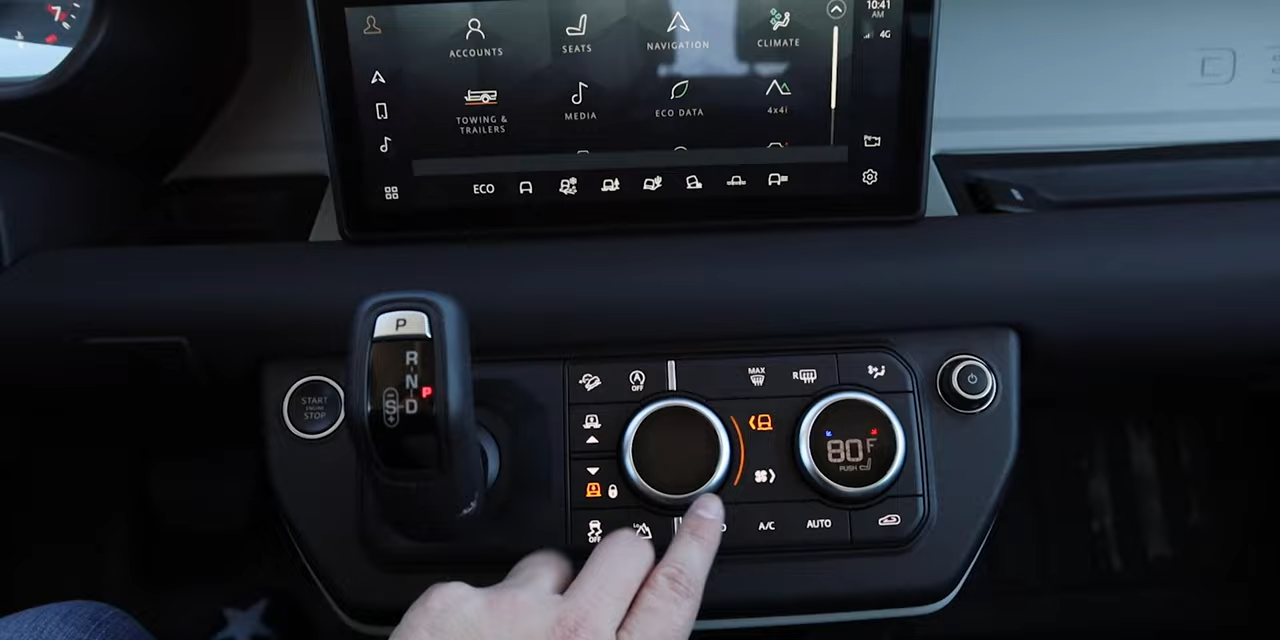 10:41
AM
4G
ACCOUNTS
SEATS
NAVIGATION
CLIMATE
TOWING &
TRAILERS
MEDIA
ECO DATA
4x4i
ECO
P
R
N
P
S
D
START
ENGINE
STOP
OFF
MAX
R
80F
PUSH
OFF
LO
A/C
AUTO